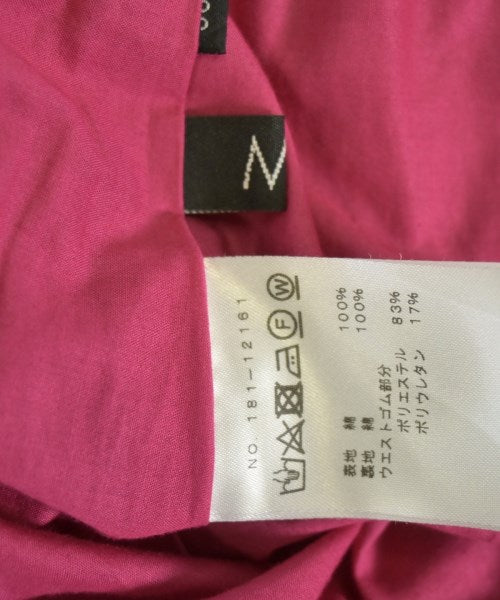 N
NO. 181-12161
表地 綿 100%
裏地 綿 100%
ウエストゴム部分
ポリエステル 83%
ポリウレタン 17%
F
W